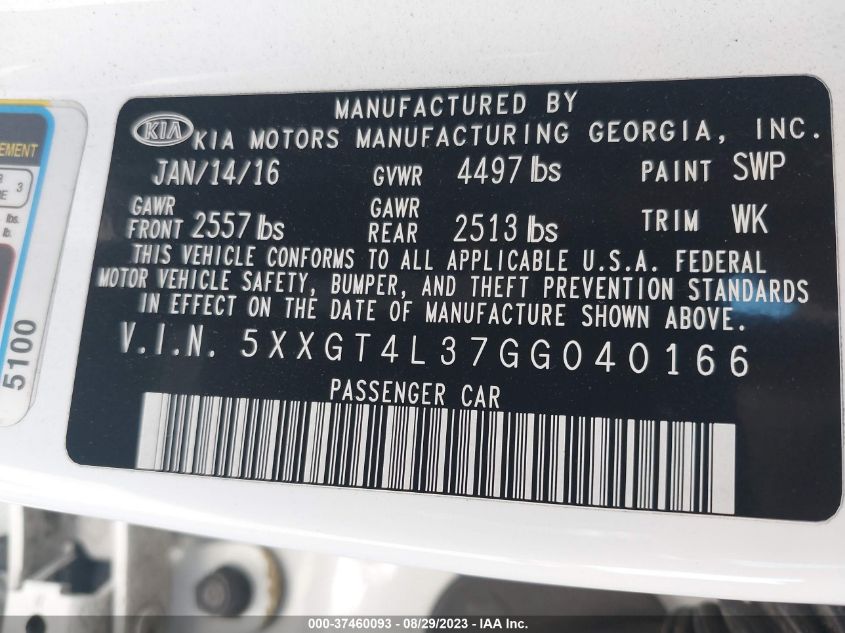 MANUFACTURED BY
KIA KIA MOTORS MANUFACTURING GEORGIA, INC.
JAN/14/16 GVWR 4497 lbs PAINT SWP
GAWR FRONT 2557 lbs GAWR REAR 2513 lbs TRIM WK
THIS VEHICLE CONFORMS TO ALL APPLICABLE U.S.A. FEDERAL
MOTOR VEHICLE SAFETY, BUMPER, AND THEFT PREVENTION STANDARDS
IN EFFECT ON THE DATE OF MANUFACTURE SHOWN ABOVE.
V.I.N. 5XXGT4L37GG040166
PASSENGER CAR
3
lbs.
lb.
5100
000-37460093 - 08/29/2023 - IAA Inc.